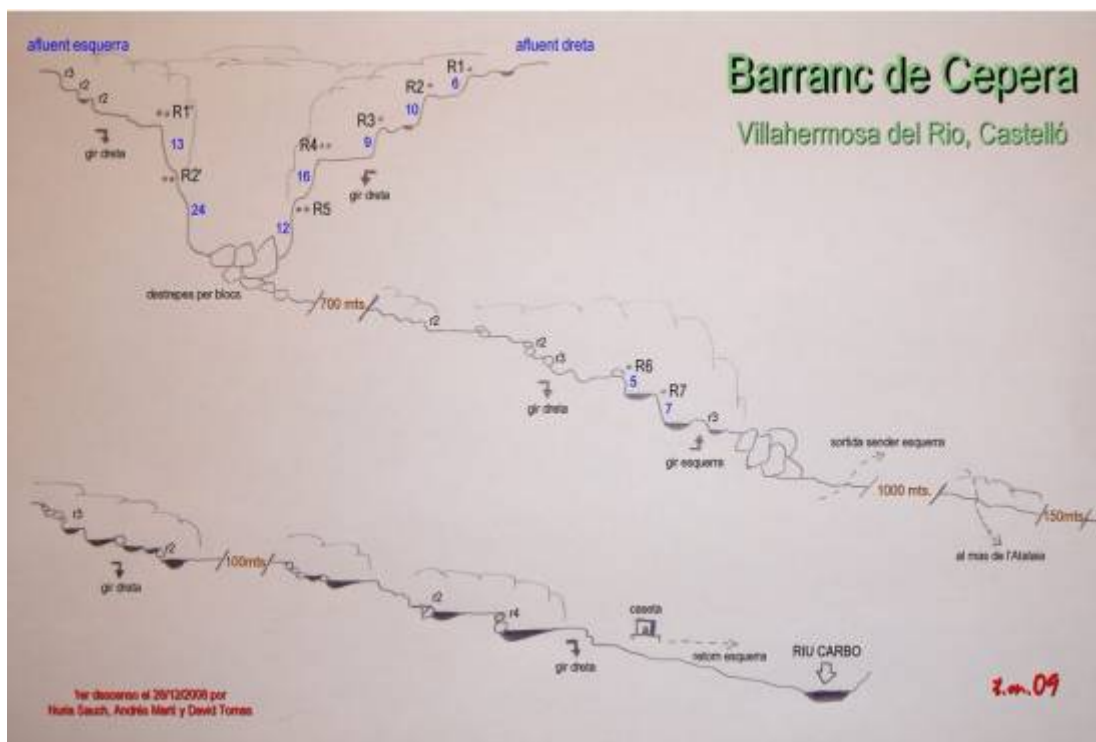 afluent esquerra
afluent dreta
Barranc de Cepera
Villahermosa del Rio, Castelló
r3
r2
r2
gir dreta
R1'
13
R2'
24
R1
6
R2
10
R3
9
gir dreta
R4
16
R5
12
destrepes per blocs
700 mts.
r2
r2
r3
gir dreta
R6
5
R7
7
gir esquerra
r3
sortida sender esquerra
1000 mts.
150mts
al mas de l'Atalaia
r3
r2
gir dreta
100mts
r2
r4
gir dreta
caseta
retorn esquerra
RIU CARBO
1er descenso el 26/12/2008 por
Nuria Sauch, Andrés Martí y David Tomas
z.m.09